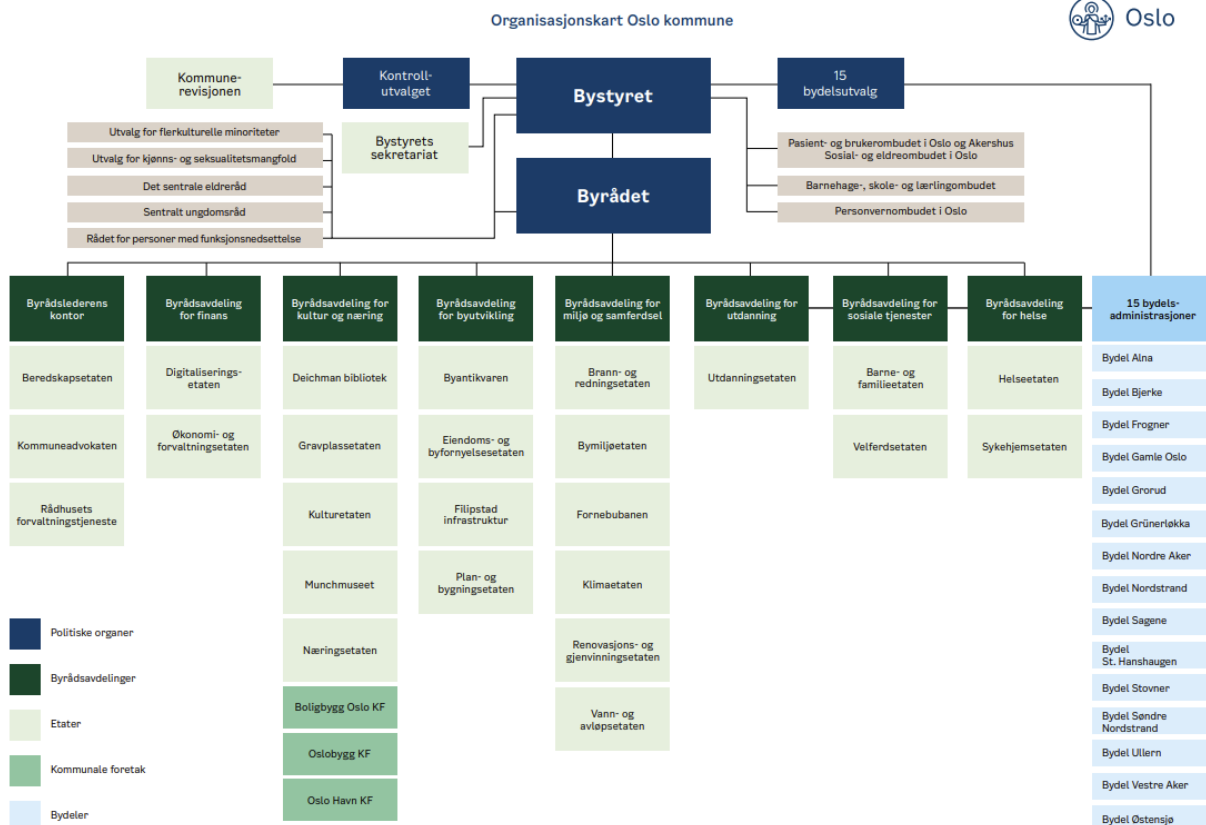 Organisasjonskart Oslo kommune
Oslo
Kommune-
revisjonen
Kontroll-
utvalget
Bystyret
15
bydelsutvalg
Utvalg for flerkulturelle minoriteter
Utvalg for kjønns- og seksualitetsmangfold
Det sentrale eldreråd
Sentralt ungdomsråd
Rådet for personer med funksjonsnedsettelse
Bystyrets
sekretariat
Byrådet
Pasient- og brukerombudet i Oslo og Akershus
Sosial- og eldreombudet i Oslo
Barnehage-, skole- og lærlingombudet
Personvernombudet i Oslo
Byrådslederens
kontor
Beredskapsetaten
Kommuneadvokaten
Rådhusets
forvaltningstjeneste
Byrådsavdeling
for finans
Digitaliserings-
etaten
Økonomi- og
forvaltningsetaten
Byrådsavdeling for
kultur og næring
Deichman bibliotek
Gravplassetaten
Kulturetaten
Munchmuseet
Næringsetaten
Boligbygg Oslo KF
Oslobygg KF
Oslo Havn KF
Byrådsavdeling
for byutvikling
Byantikvaren
Eiendoms- og
byfornyelsesetaten
Filipstad
infrastruktur
Plan- og
bygningsetaten
Byrådsavdeling for
miljø og samferdsel
Brann- og
redningsetaten
Bymiljøetaten
Fornebubanen
Klimaetaten
Renovasjons- og
gjenvinningsetaten
Vann- og
avløpsetaten
Byrådsavdeling for
utdanning
Utdanningsetaten
Byrådsavdeling for
sosiale tjenester
Barne- og
familieetaten
Velferdsetaten
Byrådsavdeling
for helse
Helseetaten
Sykehjemsetaten
15 bydels-
administrasjoner
Bydel Alna
Bydel Bjerke
Bydel Frogner
Bydel Gamle Oslo
Bydel Grorud
Bydel Grünerløkka
Bydel Nordre Aker
Bydel Nordstrand
Bydel Sagene
Bydel
St. Hanshaugen
Bydel Stovner
Bydel Søndre
Nordstrand
Bydel Ullern
Bydel Vestre Aker
Bydel Østensjø
Politiske organer
Byrådsavdelinger
Etater
Kommunale foretak
Bydeler